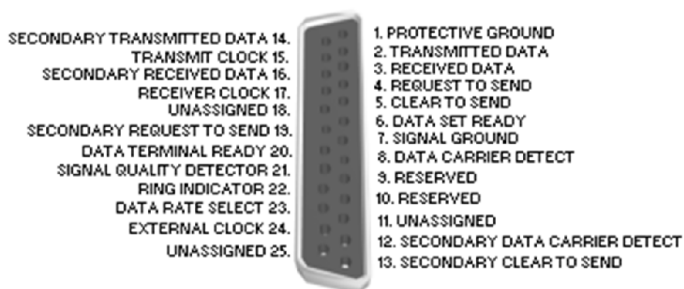 SECONDARY TRANSMITTED DATA 14.
TRANSMIT CLOCK 15.
SECONDARY RECEIVED DATA 16.
RECEIVER CLOCK 17.
UNASSIGNED 18.
SECONDARY REQUEST TO SEND 19.
DATA TERMINAL READY 20.
SIGNAL QUALITY DETECTOR 21.
RING INDICATOR 22.
DATA RATE SELECT 23.
EXTERNAL CLOCK 24.
UNASSIGNED 25.
1. PROTECTIVE GROUND
2. TRANSMITTED DATA
3. RECEIVED DATA
4. REQUEST TO SEND
5. CLEAR TO SEND
6. DATA SET READY
7. SIGNAL GROUND
8. DATA CARRIER DETECT
9. RESERVED
10. RESERVED
11. UNASSIGNED
12. SECONDARY DATA CARRIER DETECT
13. SECONDARY CLEAR TO SEND